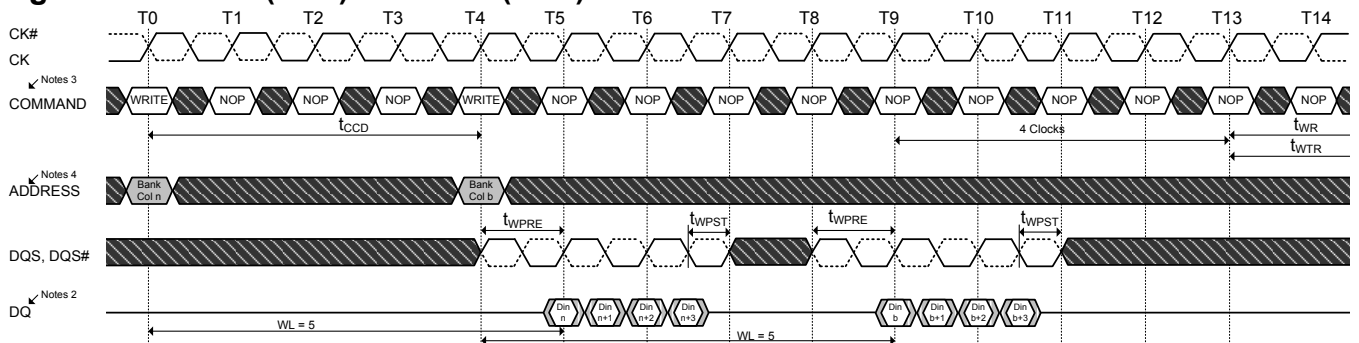 T0 T1 T2 T3 T4 T5 T6 T7 T8 T9 T10 T11 T12 T13 T14
CK#
CK
Notes 3
COMMAND WRITE NOP NOP NOP WRITE NOP NOP NOP NOP NOP NOP NOP NOP NOP NOP
tCCD 4 Clocks tWR
tWTR
Notes 4
ADDRESS Bank Col n Bank Col b
tWPRE tWPST tWPRE tWPST
DQS, DQS#
Notes 2
DQ Din n Din n+1 Din n+2 Din n+3 Din b Din b+1 Din b+2 Din b+3
WL = 5
WL = 5